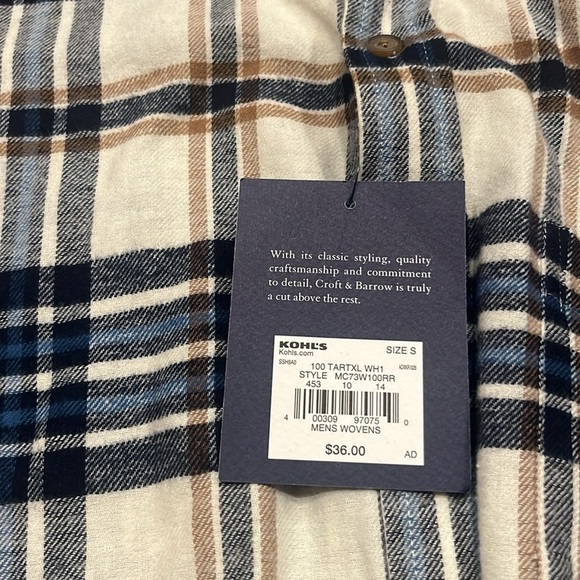 With its classic styling, quality
craftsmanship and commitment
to detail, Croft & Barrow is truly
a cut above the rest.
KOHL'S SIZE S
Kohls.com
100 TARTXL WH1
STYLE MC73W100RR
453 10 14
4 00309 97075 0
MENS WOVENS
$36.00 AD